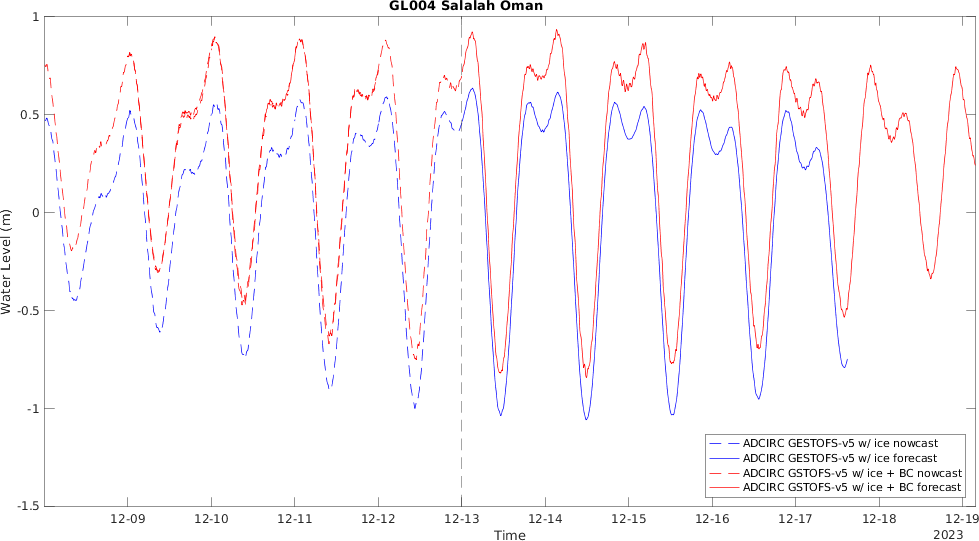 GL004 Salalah Oman
Water Level (m)
1
0.5
0
-0.5
-1
-1.5
ADCIRC GESTOFS-v5 w/ ice nowcast
ADCIRC GESTOFS-v5 w/ ice forecast
ADCIRC GSTOFS-v5 w/ ice + BC nowcast
ADCIRC GSTOFS-v5 w/ ice + BC forecast
12-09 12-10 12-11 12-12 12-13 12-14 12-15 12-16 12-17 12-18 12-19
Time
2023